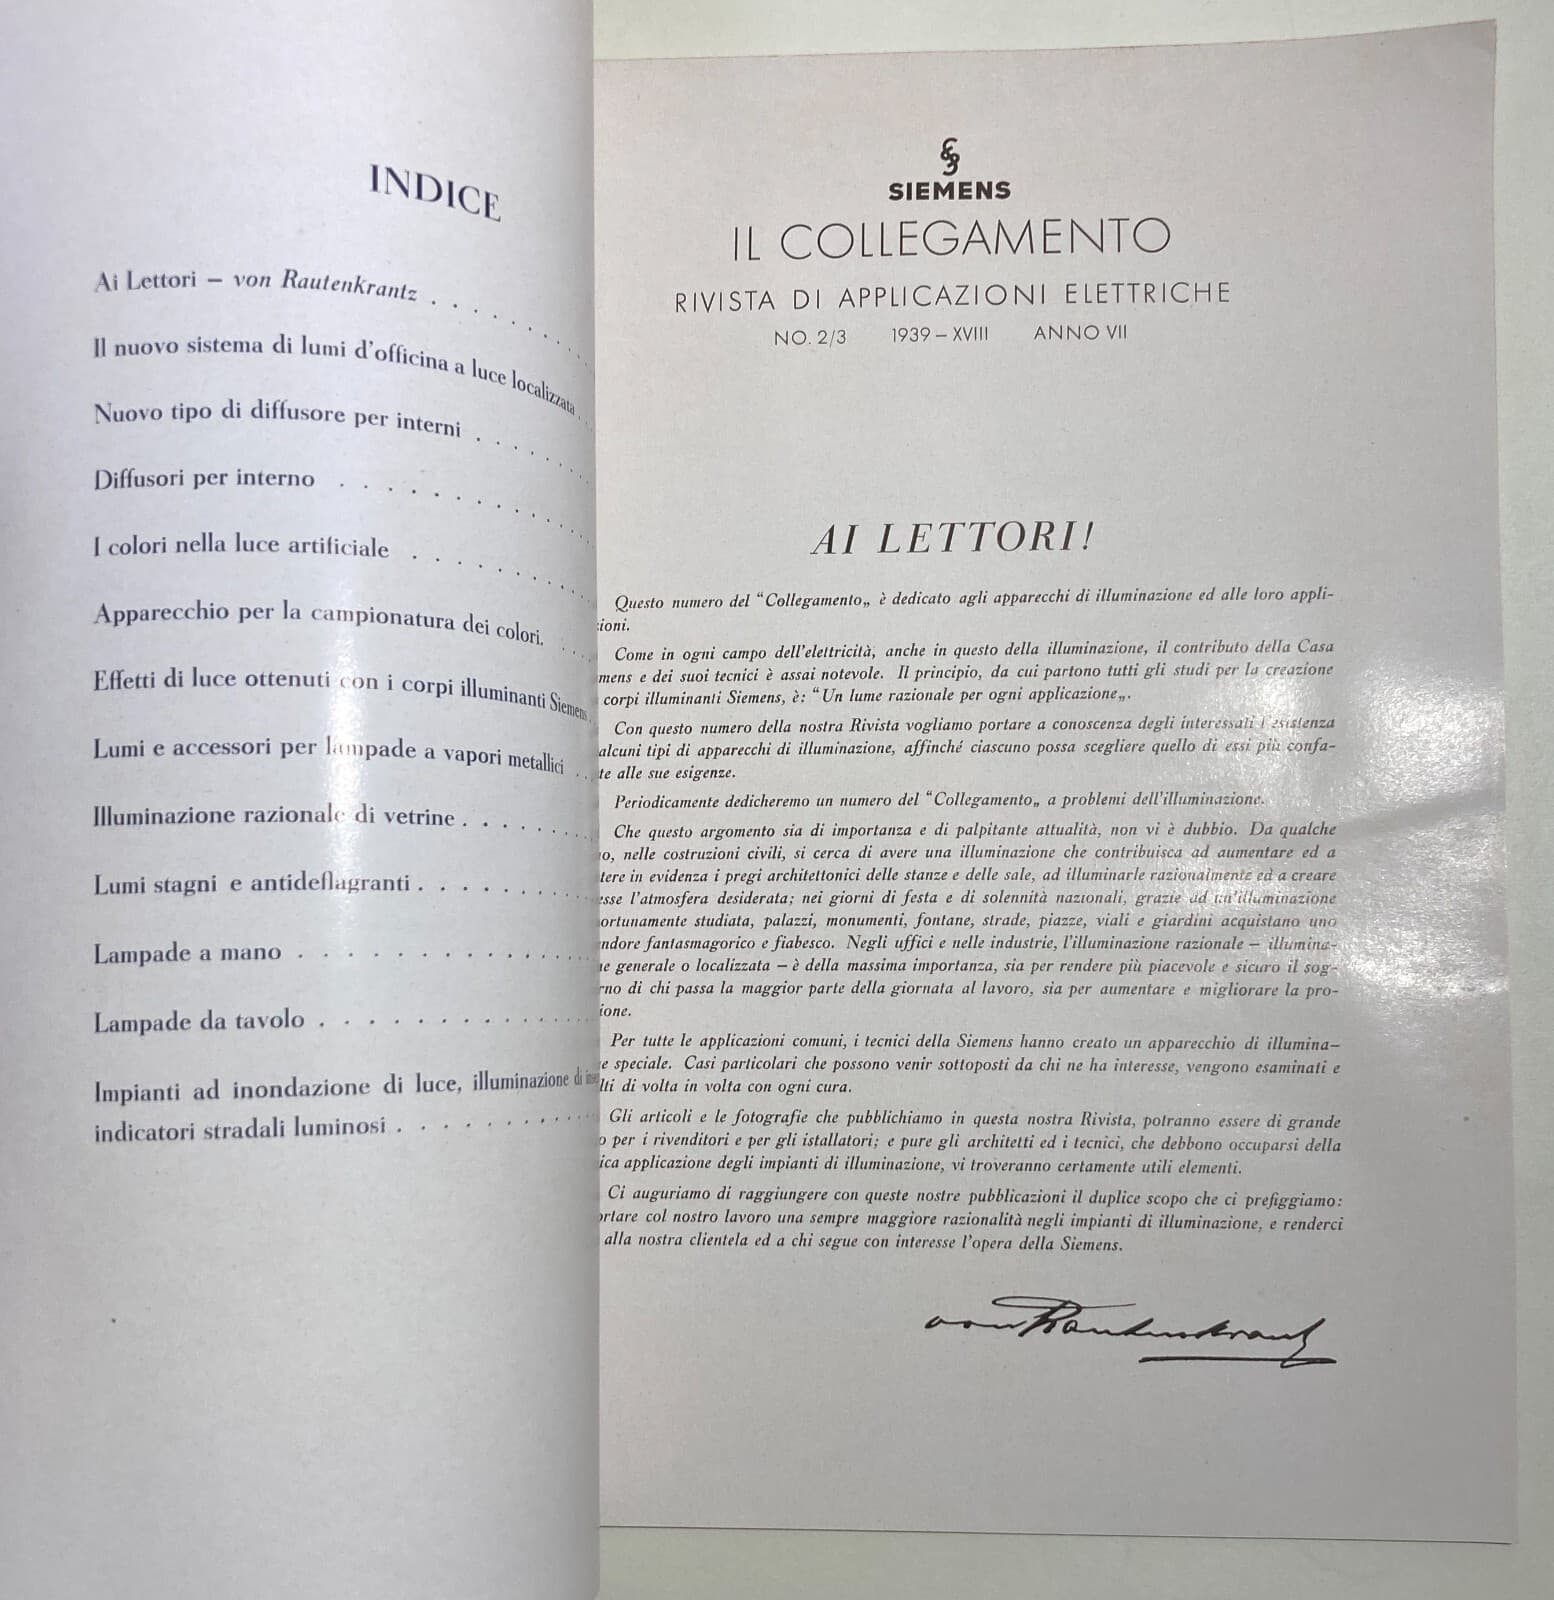 INDICE
Ai Lettori – von Rautenkrantz . . . . . . . . .
Il nuovo sistema di lumi d'officina a luce localizzata .
Nuovo tipo di diffusore per interni . . . . . . .
Diffusori per interno . . . . . . . . . . . .
I colori nella luce artificiale . . . . . . . . .
Apparecchio per la campionatura dei colori. . . .
Effetti di luce ottenuti con i corpi illuminanti Siemens .
Lumi e accessori per lampade a vapori metallici . . .
Illuminazione razionale di vetrine . . . . . . . .
Lumi stagni e antideflagranti . . . . . . . . .
Lampade a mano . . . . . . . . . . . . . .
Lampade da tavolo . . . . . . . . . . . . .
Impianti ad inondazione di luce, illuminazione di
indicatori stradali luminosi . . . . . . . . . .
SIEMENS
IL COLLEGAMENTO
RIVISTA DI APPLICAZIONI ELETTRICHE
NO. 2/3 1939 – XVIII ANNO VII
AI LETTORI!
Questo numero del “Collegamento„ è dedicato agli apparecchi di illuminazione ed alle loro appli-
ioni.
Come in ogni campo dell'elettricità, anche in questo della illuminazione, il contributo della Casa
mens e dei suoi tecnici è assai notevole. Il principio, da cui partono tutti gli studi per la creazione
corpi illuminanti Siemens, è: “Un lume razionale per ogni applicazione„.
Con questo numero della nostra Rivista vogliamo portare a conoscenza degli interessati l'esistenza
alcuni tipi di apparecchi di illuminazione, affinché ciascuno possa scegliere quello di essi più confa-
te alle sue esigenze.
Periodicamente dedicheremo un numero del “Collegamento„ a problemi dell'illuminazione.
Che questo argomento sia di importanza e di palpitante attualità, non vi è dubbio. Da qualche
o, nelle costruzioni civili, si cerca di avere una illuminazione che contribuisca ad aumentare ed a
tere in evidenza i pregi architettonici delle stanze e delle sale, ad illuminarle razionalmente ed a creare
esse l'atmosfera desiderata; nei giorni di festa e di solennità nazionali, grazie ad un'illuminazione
ortunamente studiata, palazzi, monumenti, fontane, strade, piazze, viali e giardini acquistano uno
ndore fantasmagorico e fiabesco. Negli uffici e nelle industrie, l'illuminazione razionale – illumina-
e generale o localizzata – è della massima importanza, sia per rendere più piacevole e sicuro il sog-
rno di chi passa la maggior parte della giornata al lavoro, sia per aumentare e migliorare la pro-
ione.
Per tutte le applicazioni comuni, i tecnici della Siemens hanno creato un apparecchio di illumina-
e speciale. Casi particolari che possono venir sottoposti da chi ne ha interesse, vengono esaminati e
lti di volta in volta con ogni cura.
Gli articoli e le fotografie che pubblichiamo in questa nostra Rivista, potranno essere di grande
o per i rivenditori e per gli istallatori; e pure gli architetti ed i tecnici, che debbono occuparsi della
ica applicazione degli impianti di illuminazione, vi troveranno certamente utili elementi.
Ci auguriamo di raggiungere con queste nostre pubblicazioni il duplice scopo che ci prefiggiamo:
ortare col nostro lavoro una sempre maggiore razionalità negli impianti di illuminazione, e renderci
alla nostra clientela ed a chi segue con interesse l'opera della Siemens.
von Rautenkrantz